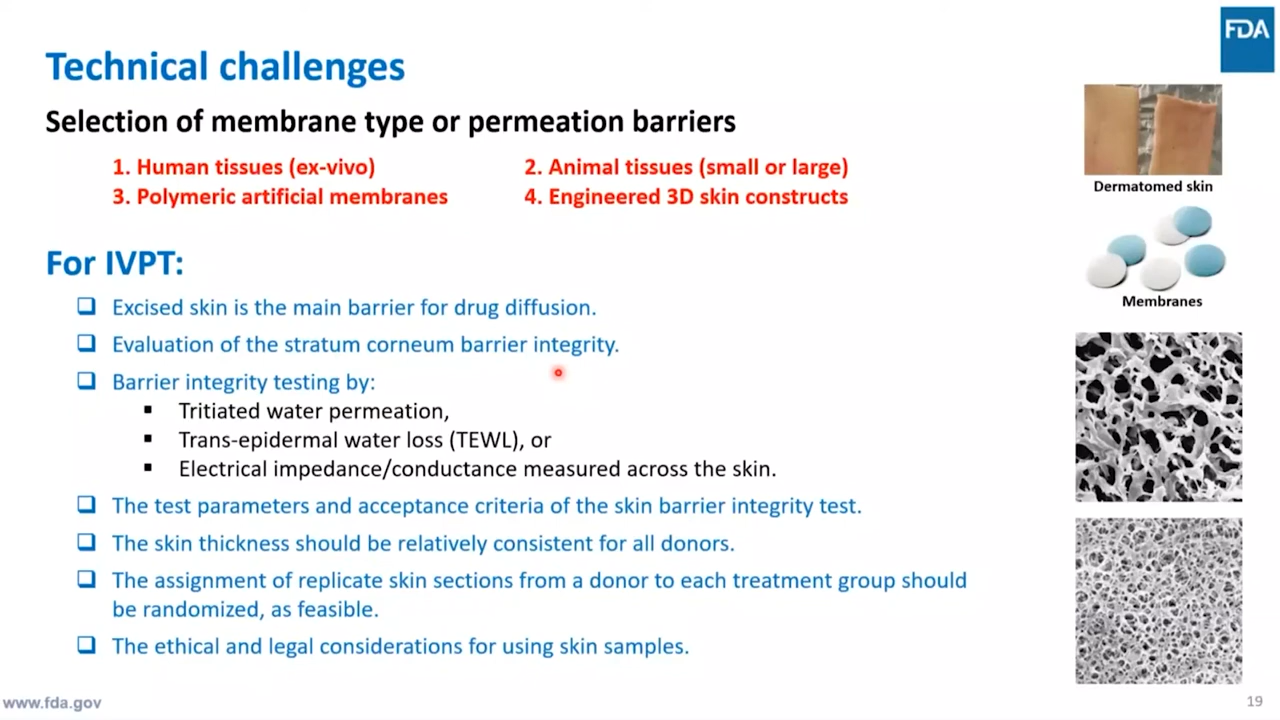 FDA
Technical challenges
Selection of membrane type or permeation barriers
1. Human tissues (ex-vivo)
2. Animal tissues (small or large)
3. Polymeric artificial membranes
4. Engineered 3D skin constructs
Dermatomed skin
Membranes
For IVPT:
Excised skin is the main barrier for drug diffusion.
Evaluation of the stratum corneum barrier integrity.
Barrier integrity testing by:
Tritiated water permeation,
Trans-epidermal water loss (TEWL), or
Electrical impedance/conductance measured across the skin.
The test parameters and acceptance criteria of the skin barrier integrity test.
The skin thickness should be relatively consistent for all donors.
The assignment of replicate skin sections from a donor to each treatment group should
be randomized, as feasible.
The ethical and legal considerations for using skin samples.
www.fda.gov
19